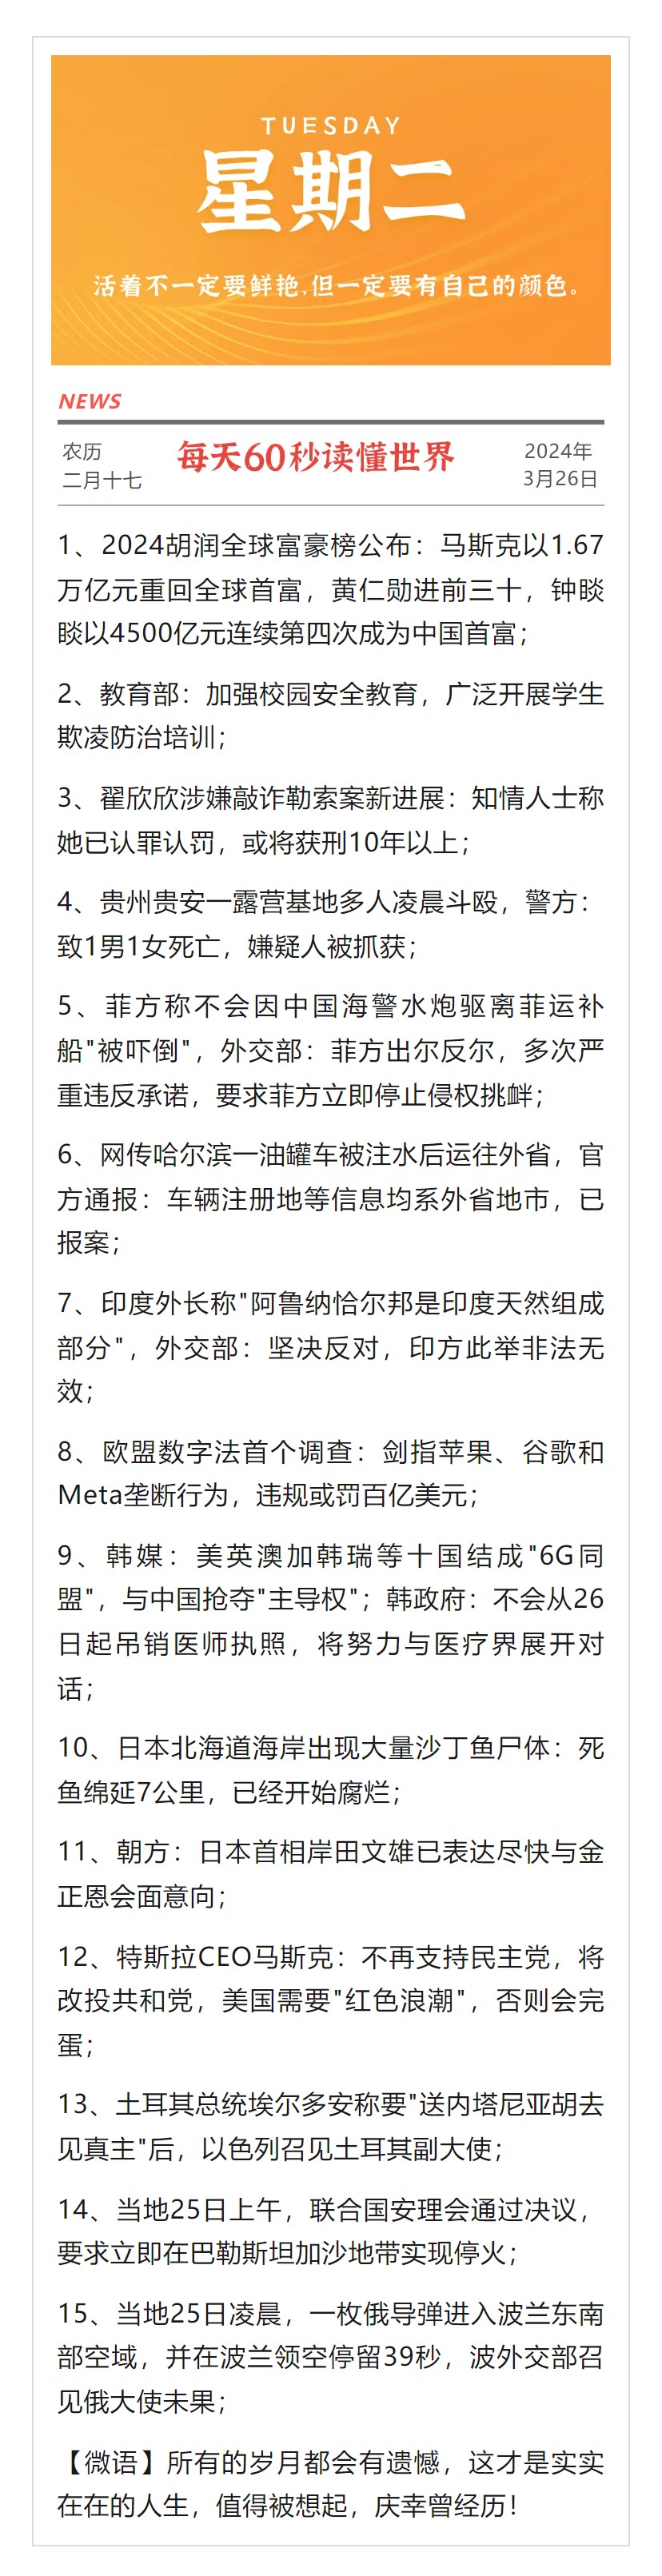 TUESDAY
星期二
活着不一定要鲜艳,但一定要有自己的颜色。
NEWS
农历
二月十七
每天60秒读懂世界
2024年
3月26日
1、2024胡润全球富豪榜公布：马斯克以1.67
万亿元重回全球首富，黄仁勋进前三十，钟睒
睒以4500亿元连续第四次成为中国首富；
2、教育部：加强校园安全教育，广泛开展学生
欺凌防治培训；
3、翟欣欣涉嫌敲诈勒索案新进展：知情人士称
她已认罪认罚，或将获刑10年以上；
4、贵州贵安一露营基地多人凌晨斗殴，警方：
致1男1女死亡，嫌疑人被抓获；
5、菲方称不会因中国海警水炮驱离菲运补
船"被吓倒"，外交部：菲方出尔反尔，多次严
重违反承诺，要求菲方立即停止侵权挑衅；
6、网传哈尔滨一油罐车被注水后运往外省，官
方通报：车辆注册地等信息均系外省地市，已
报案；
7、印度外长称"阿鲁纳恰尔邦是印度天然组成
部分"，外交部：坚决反对，印方此举非法无
效；
8、欧盟数字法首个调查：剑指苹果、谷歌和
Meta垄断行为，违规或罚百亿美元；
9、韩媒：美英澳加韩瑞等十国结成"6G同
盟"，与中国抢夺"主导权"；韩政府：不会从26
日起吊销医师执照，将努力与医疗界展开对
话；
10、日本北海道海岸出现大量沙丁鱼尸体：死
鱼绵延7公里，已经开始腐烂；
11、朝方：日本首相岸田文雄已表达尽快与金
正恩会面意向；
12、特斯拉CEO马斯克：不再支持民主党，将
改投共和党，美国需要"红色浪潮"，否则会完
蛋；
13、土耳其总统埃尔多安称要"送内塔尼亚胡去
见真主"后，以色列召见土耳其副大使；
14、当地25日上午，联合国安理会通过决议，
要求立即在巴勒斯坦加沙地带实现停火；
15、当地25日凌晨，一枚俄导弹进入波兰东南
部空域，并在波兰领空停留39秒，波外交部召
见俄大使未果；
【微语】所有的岁月都会有遗憾，这才是实实
在在的人生，值得被想起，庆幸曾经历！